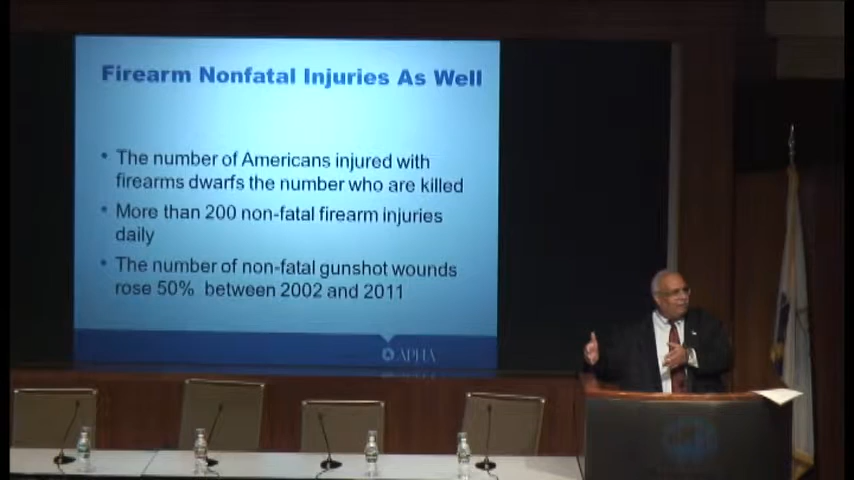 Firearm Nonfatal Injuries As Well
• The number of Americans injured with
firearms dwarfs the number who are killed
• More than 200 non-fatal firearm injuries
daily
• The number of non-fatal gunshot wounds
rose 50% between 2002 and 2011
APHA